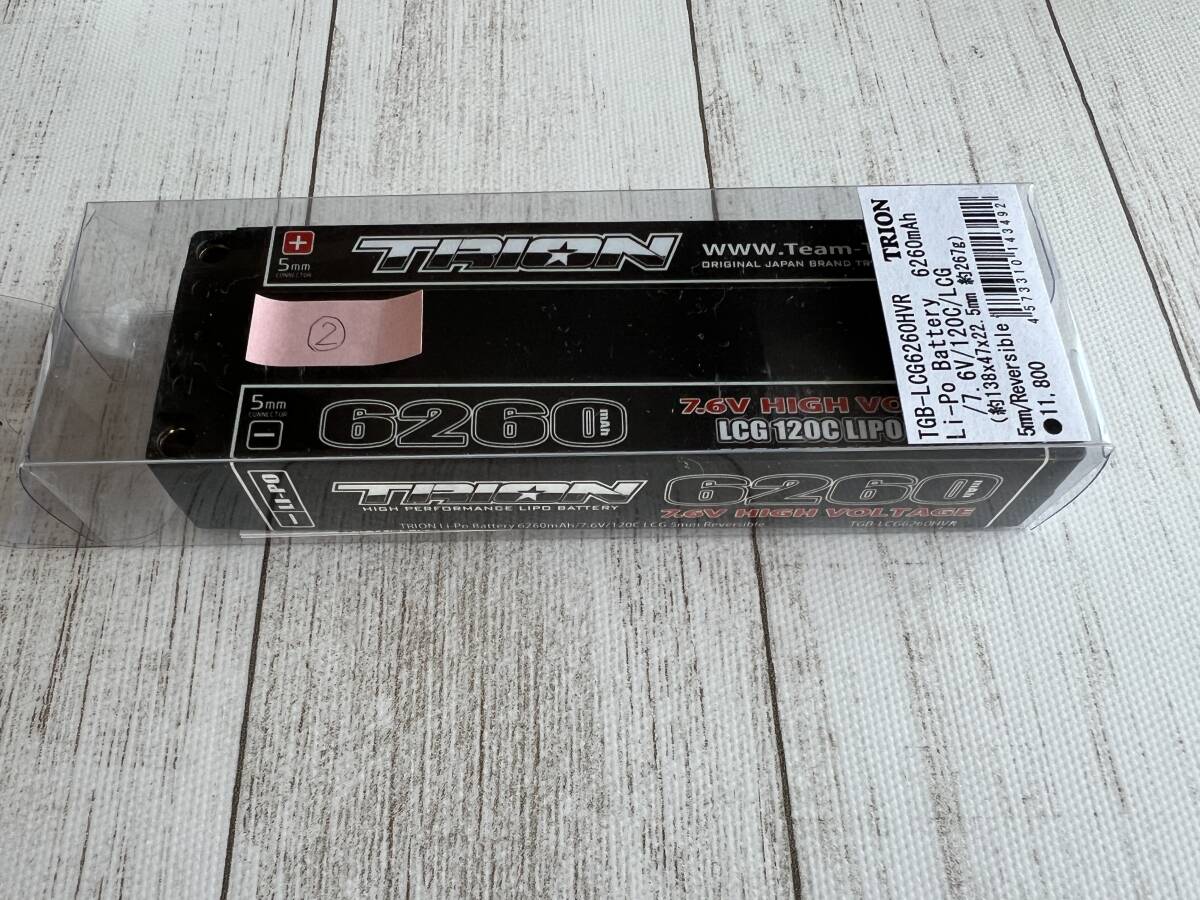 +
5mm
CONNECTOR
TRION
WWW.Team-T
ORIGINAL JAPAN BRAND TR
②
5mm
CONNECTOR
6260 mAh
7.6V HIGH VO
LCG 120C LIPO
Li-Po
TRION
HIGH PERFORMANCE LIPO BATTERY
6260 mAh
7.6V HIGH VOLTAGE
TRION Li-Po Battery 6260mAh/7.6V/120C LCG 5mm Reversible
TGB-LCG6260HVR
TRION
TGB-LCG6260HVR 6260mAh
Li-Po Battery
/7.6V/120C/LCG
(約138x47x22.5mm 約267g)
5mm/Reversible
4573310143492
●11,800